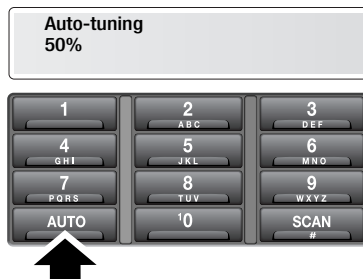 Auto-tuning
50%
1 2 3
ABC DEF
4 5 6
GHI JKL MNO
7 8 9
PQRS TUV WXYZ
AUTO ¹0 SCAN
#